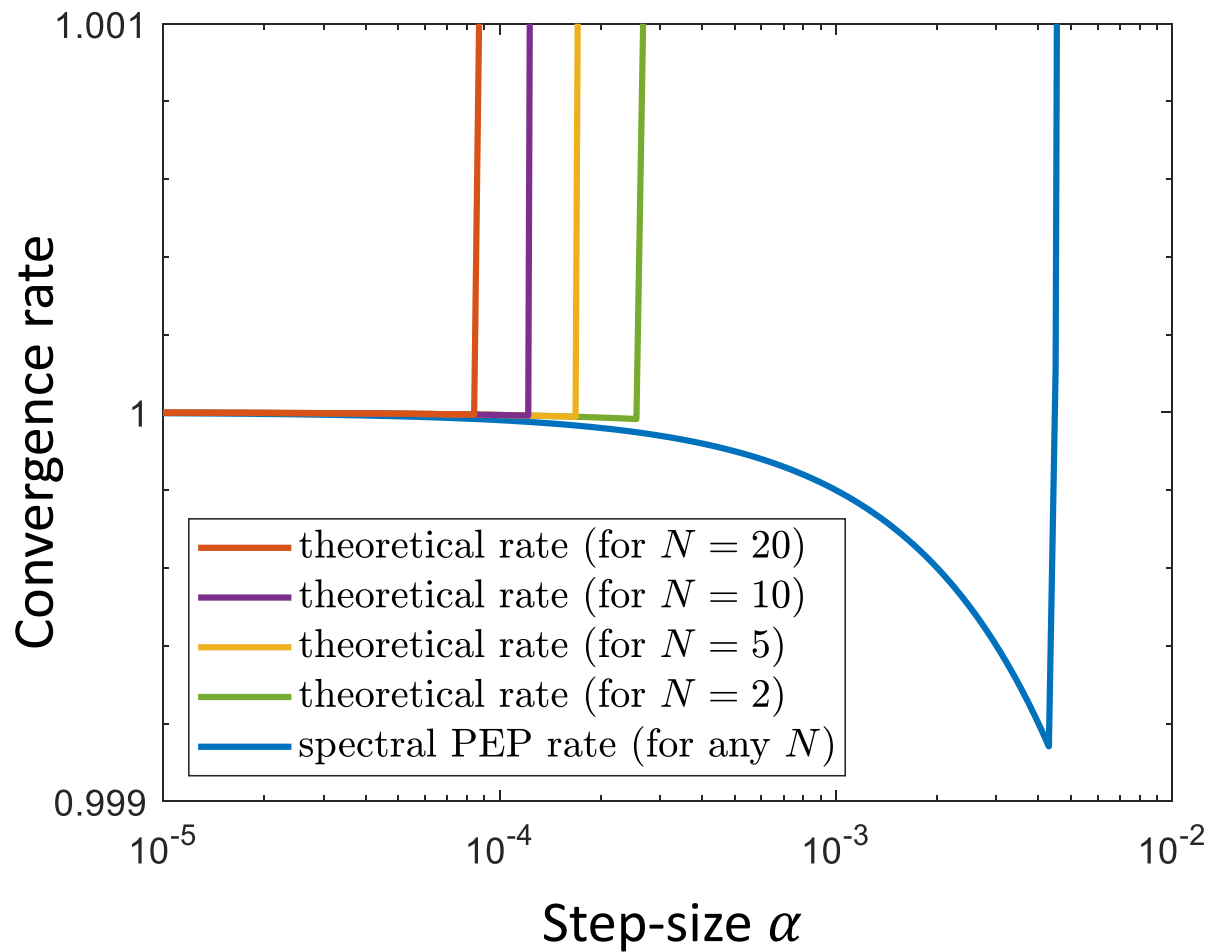 1.001
1
0.999
Convergence rate
theoretical rate (for N = 20)
theoretical rate (for N = 10)
theoretical rate (for N = 5)
theoretical rate (for N = 2)
spectral PEP rate (for any N)
10^-5
10^-4
10^-3
10^-2
Step-size α